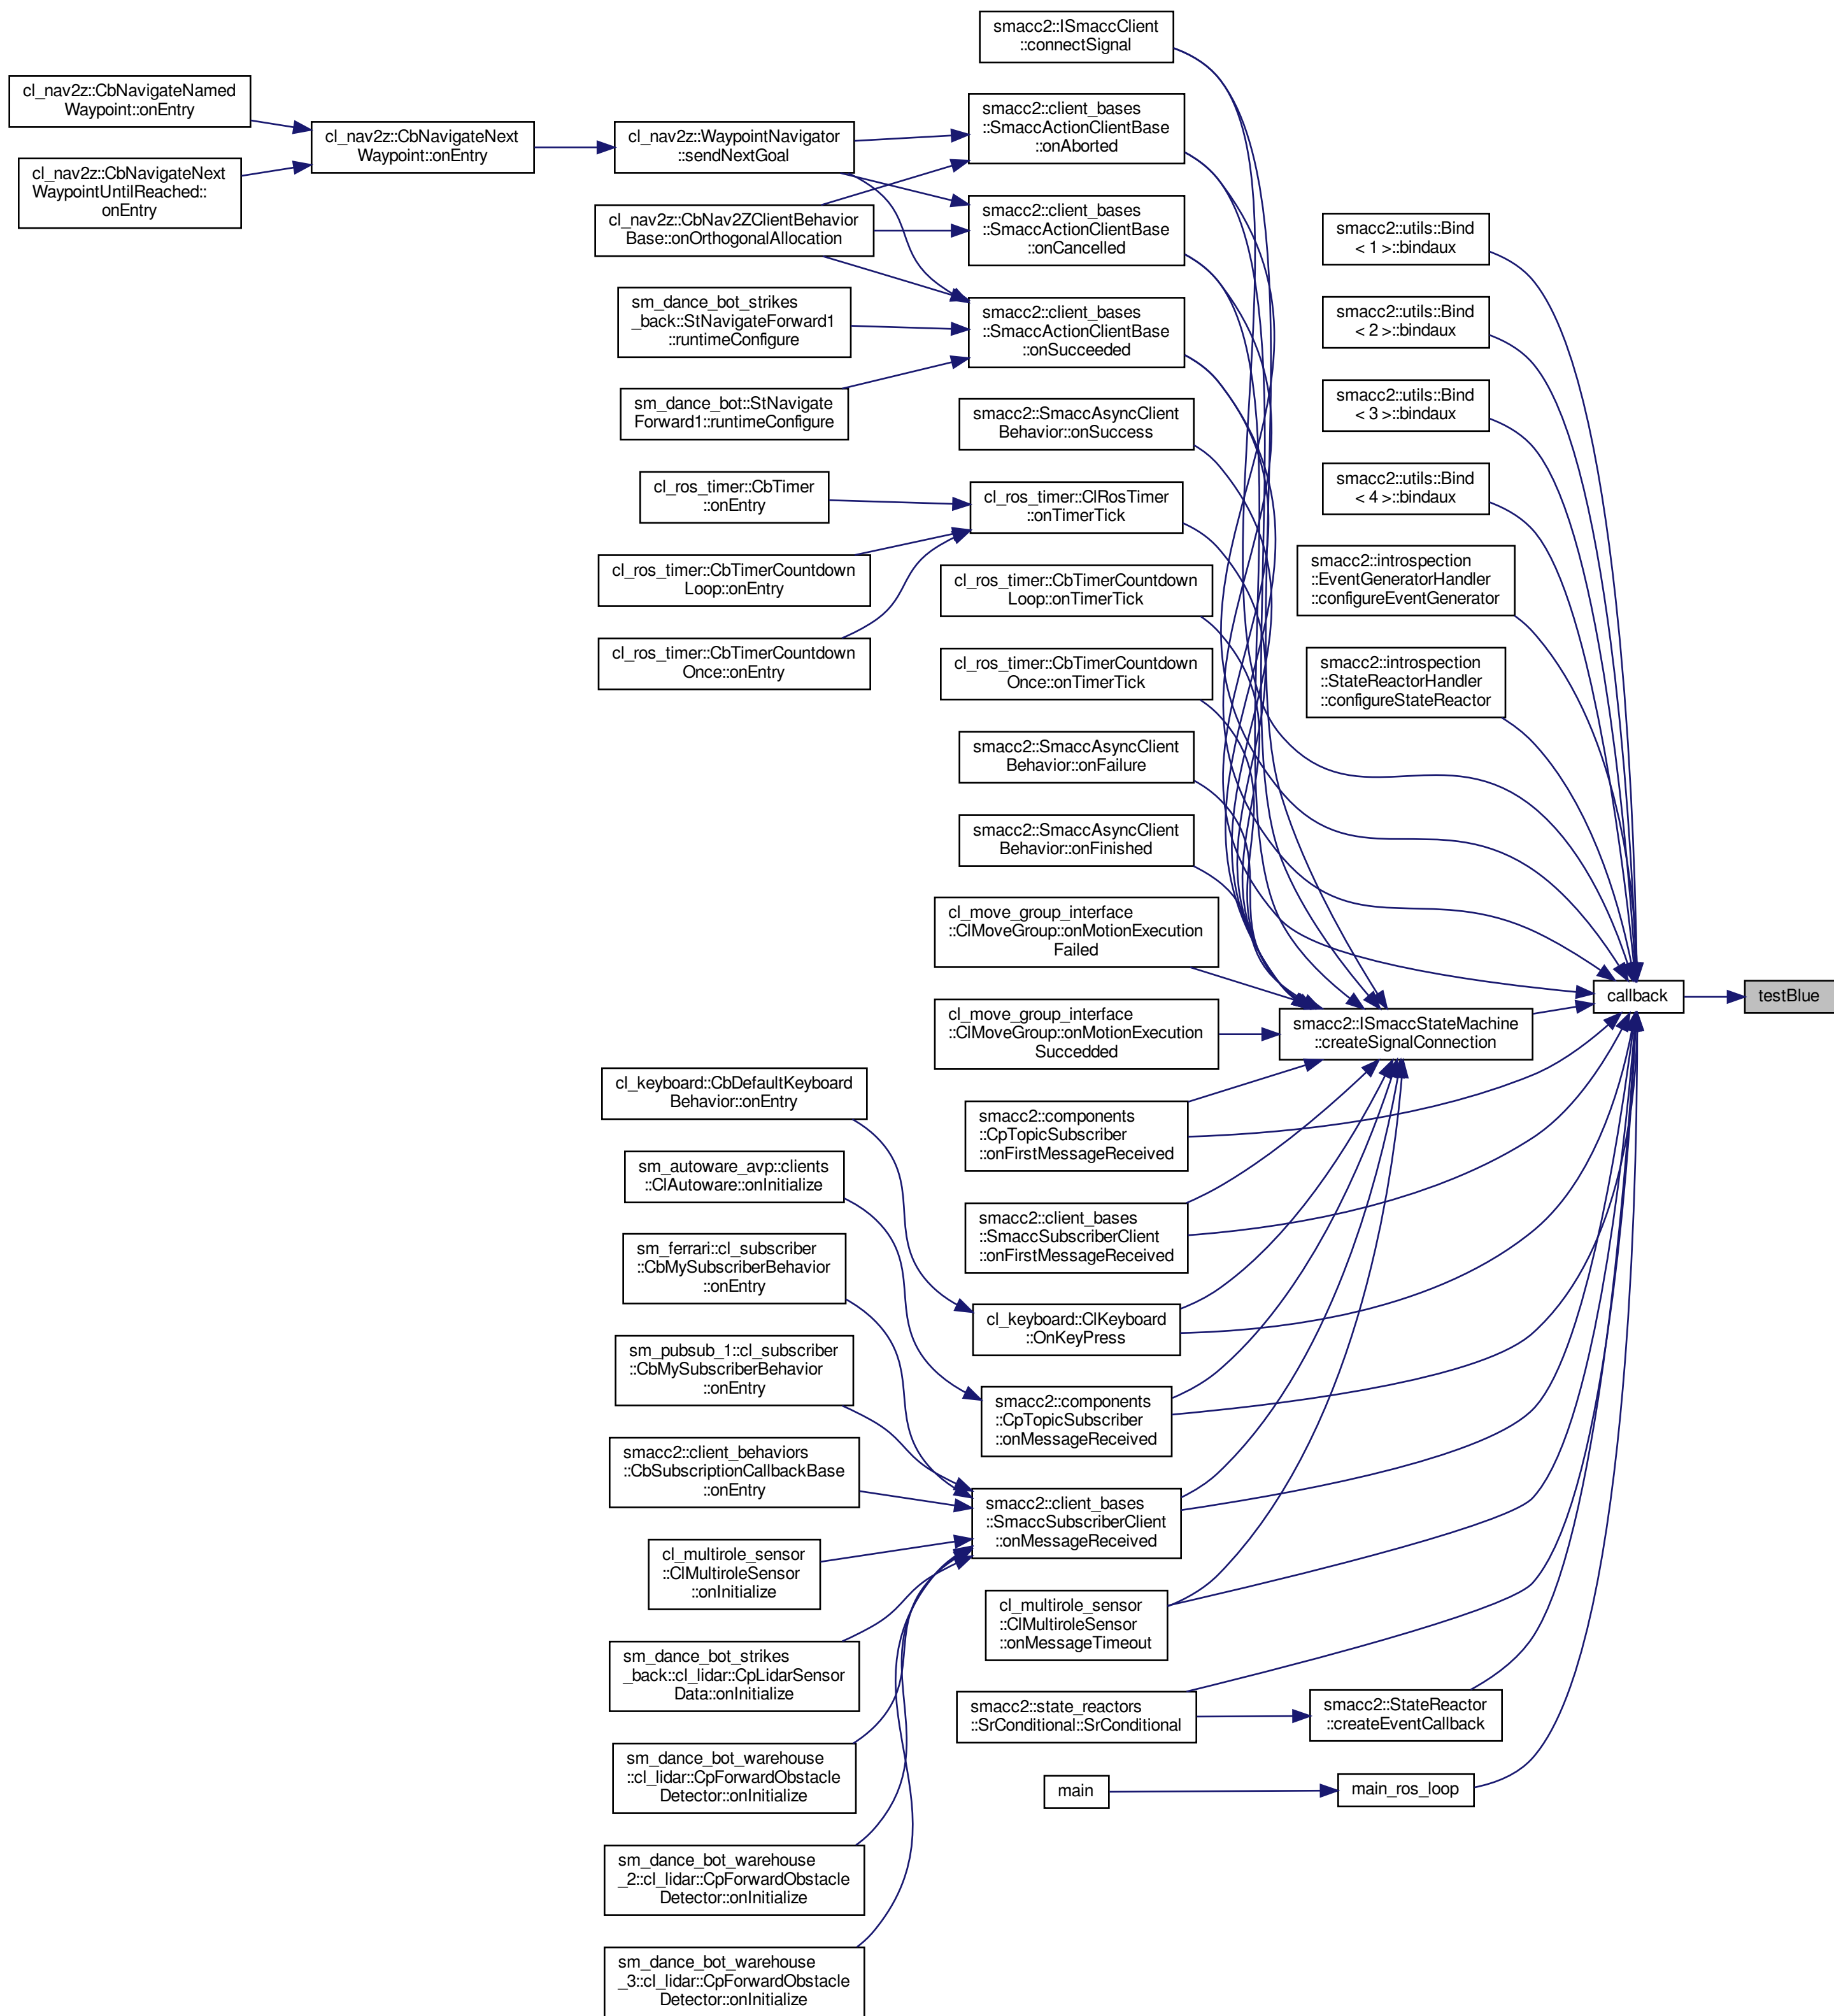 smacc2::ISmaccClient
::connectSignal
cl_nav2z::CbNavigateNamed
Waypoint::onEntry
cl_nav2z::CbNavigateNext
WaypointUntilReached::
onEntry
cl_nav2z::CbNavigateNext
Waypoint::onEntry
cl_nav2z::WaypointNavigator
::sendNextGoal
smacc2::client_bases
::SmaccActionClientBase
::onAborted
cl_nav2z::CbNav2ZClientBehavior
Base::onOrthogonalAllocation
smacc2::client_bases
::SmaccActionClientBase
::onCancelled
sm_dance_bot_strikes
_back::StNavigateForward1
::runtimeConfigure
smacc2::client_bases
::SmaccActionClientBase
::onSucceeded
sm_dance_bot::StNavigate
Forward1::runtimeConfigure
smacc2::SmaccAsyncClient
Behavior::onSuccess
cl_ros_timer::CbTimer
::onEntry
cl_ros_timer::ClRosTimer
::onTimerTick
cl_ros_timer::CbTimerCountdown
Loop::onEntry
cl_ros_timer::CbTimerCountdown
Loop::onTimerTick
cl_ros_timer::CbTimerCountdown
Once::onEntry
cl_ros_timer::CbTimerCountdown
Once::onTimerTick
smacc2::SmaccAsyncClient
Behavior::onFailure
smacc2::SmaccAsyncClient
Behavior::onFinished
cl_move_group_interface
::ClMoveGroup::onMotionExecution
Failed
cl_move_group_interface
::ClMoveGroup::onMotionExecution
Succedded
smacc2::utils::Bind
< 1 >::bindaux
smacc2::utils::Bind
< 2 >::bindaux
smacc2::utils::Bind
< 3 >::bindaux
smacc2::utils::Bind
< 4 >::bindaux
smacc2::introspection
::EventGeneratorHandler
::configureEventGenerator
smacc2::introspection
::StateReactorHandler
::configureStateReactor
smacc2::ISmaccStateMachine
::createSignalConnection
callback
testBlue
cl_keyboard::CbDefaultKeyboard
Behavior::onEntry
smacc2::components
::CpTopicSubscriber
::onFirstMessageReceived
sm_autoware_avp::clients
::ClAutoware::onInitialize
smacc2::client_bases
::SmaccSubscriberClient
::onFirstMessageReceived
sm_ferrari::cl_subscriber
::CbMySubscriberBehavior
::onEntry
cl_keyboard::ClKeyboard
::OnKeyPress
sm_pubsub_1::cl_subscriber
::CbMySubscriberBehavior
::onEntry
smacc2::components
::CpTopicSubscriber
::onMessageReceived
smacc2::client_behaviors
::CbSubscriptionCallbackBase
::onEntry
smacc2::client_bases
::SmaccSubscriberClient
::onMessageReceived
cl_multirole_sensor
::ClMultiroleSensor
::onInitialize
cl_multirole_sensor
::ClMultiroleSensor
::onMessageTimeout
sm_dance_bot_strikes
_back::cl_lidar::CpLidarSensor
Data::onInitialize
smacc2::state_reactors
::SrConditional::SrConditional
smacc2::StateReactor
::createEventCallback
sm_dance_bot_warehouse
::cl_lidar::CpForwardObstacle
Detector::onInitialize
main
main_ros_loop
sm_dance_bot_warehouse
_2::cl_lidar::CpForwardObstacle
Detector::onInitialize
sm_dance_bot_warehouse
_3::cl_lidar::CpForwardObstacle
Detector::onInitialize